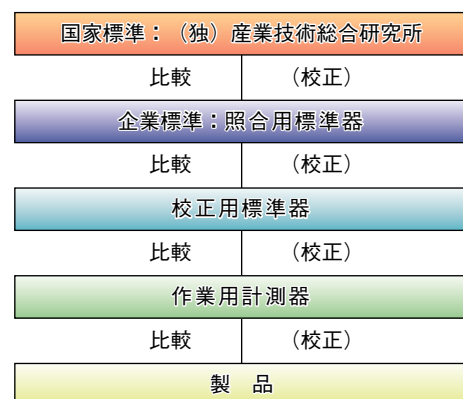 国家標準：（独）産業技術総合研究所
比較 （校正）
企業標準：照合用標準器
比較 （校正）
校正用標準器
比較 （校正）
作業用計測器
比較 （校正）
製　品